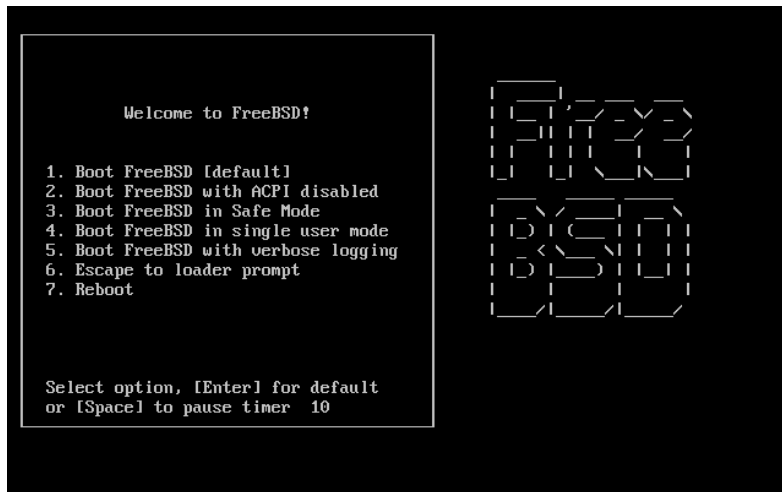 Welcome to FreeBSD!
1. Boot FreeBSD [default]
2. Boot FreeBSD with ACPI disabled
3. Boot FreeBSD in Safe Mode
4. Boot FreeBSD in single user mode
5. Boot FreeBSD with verbose logging
6. Escape to loader prompt
7. Reboot
Select option, [Enter] for default
or [Space] to pause timer  10
Free
BSD